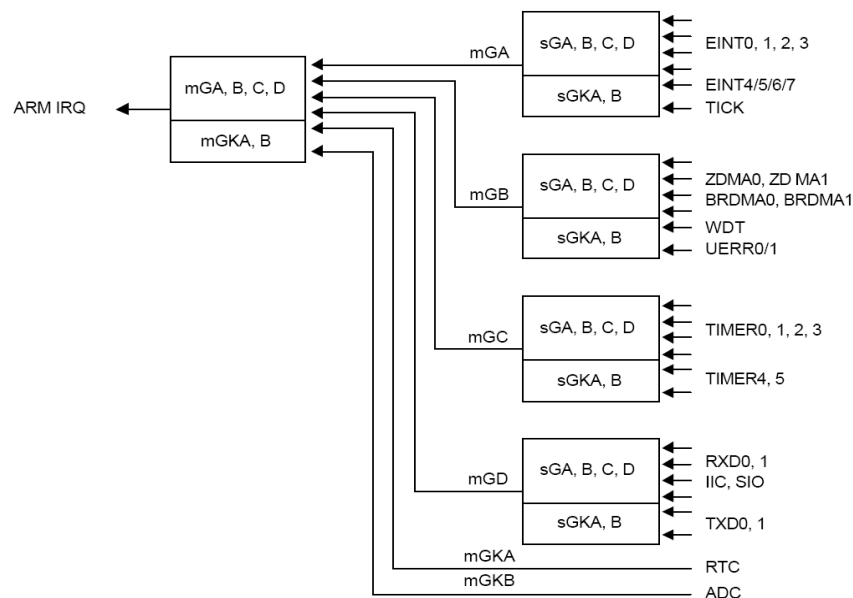 mGA
sGA, B, C, D
EINT0, 1, 2, 3
EINT4/5/6/7
sGKA, B
TICK
mGA, B, C, D
ARM IRQ
mGKA, B
mGB
sGA, B, C, D
ZDMA0, ZD MA1
BRDMA0, BRDMA1
WDT
sGKA, B
UERR0/1
mGC
sGA, B, C, D
TIMER0, 1, 2, 3
sGKA, B
TIMER4, 5
mGD
sGA, B, C, D
RXD0, 1
IIC, SIO
sGKA, B
TXD0, 1
mGKA
RTC
mGKB
ADC